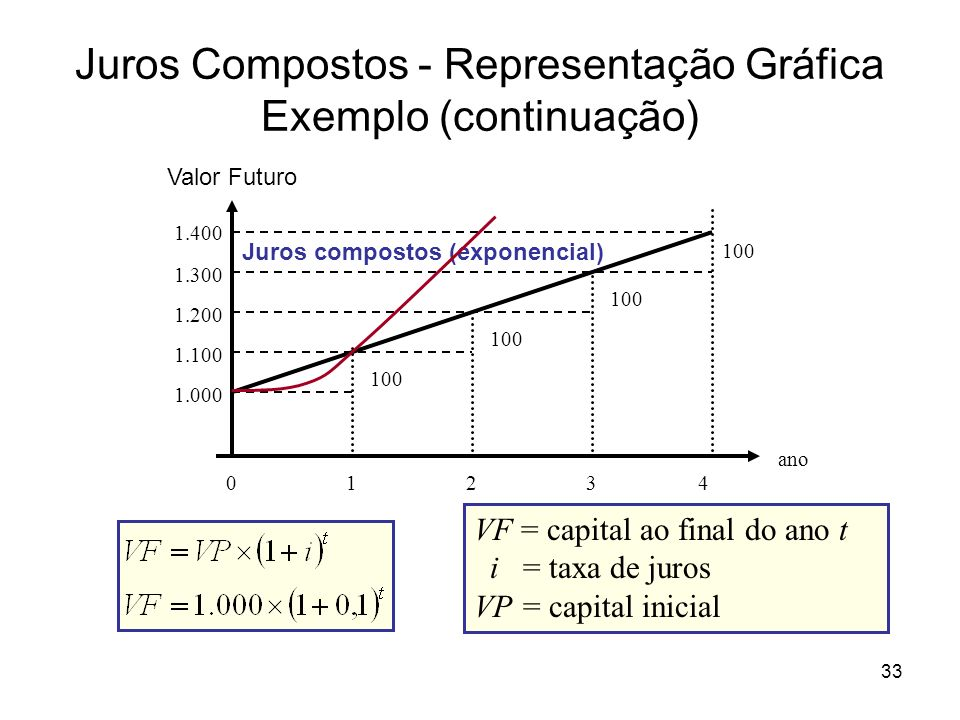 Juros Compostos - Representação Gráfica
Exemplo (continuação)
Valor Futuro
1.400
Juros compostos (exponencial)
100
1.300
100
1.200
100
1.100
100
1.000
ano
0 1 2 3 4
VF = VP × (1 + i)^t
VF = 1.000 × (1 + 0,1)^t
VF = capital ao final do ano t
i = taxa de juros
VP = capital inicial
33